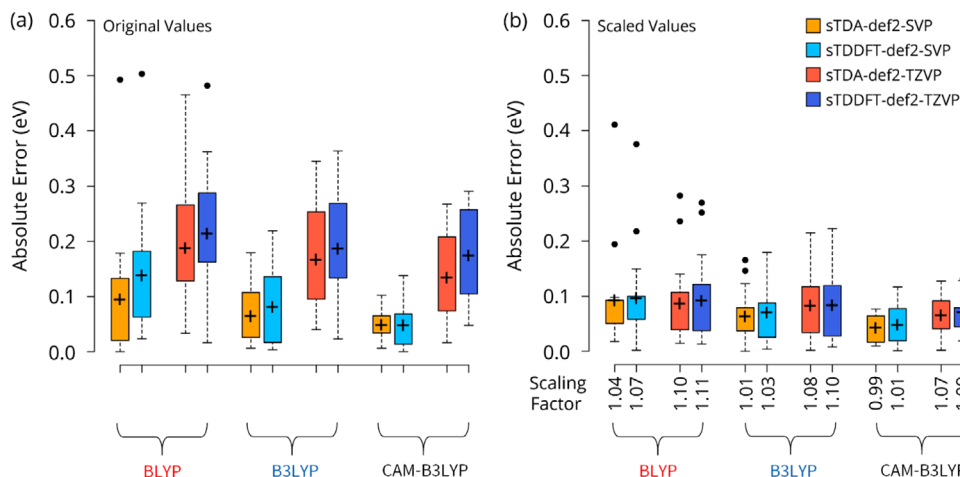 (a)
Original Values
Absolute Error (eV)
0.6
0.5
0.4
0.3
0.2
0.1
0.0
BLYP
B3LYP
CAM-B3LYP
(b)
Scaled Values
Absolute Error (eV)
0.6
0.5
0.4
0.3
0.2
0.1
0.0
sTDA-def2-SVP
sTDDFT-def2-SVP
sTDA-def2-TZVP
sTDDFT-def2-TZVP
Scaling
Factor
1.04
1.07
1.10
1.11
1.01
1.03
1.08
1.10
0.99
1.01
1.07
BLYP
B3LYP
CAM-B3LYP